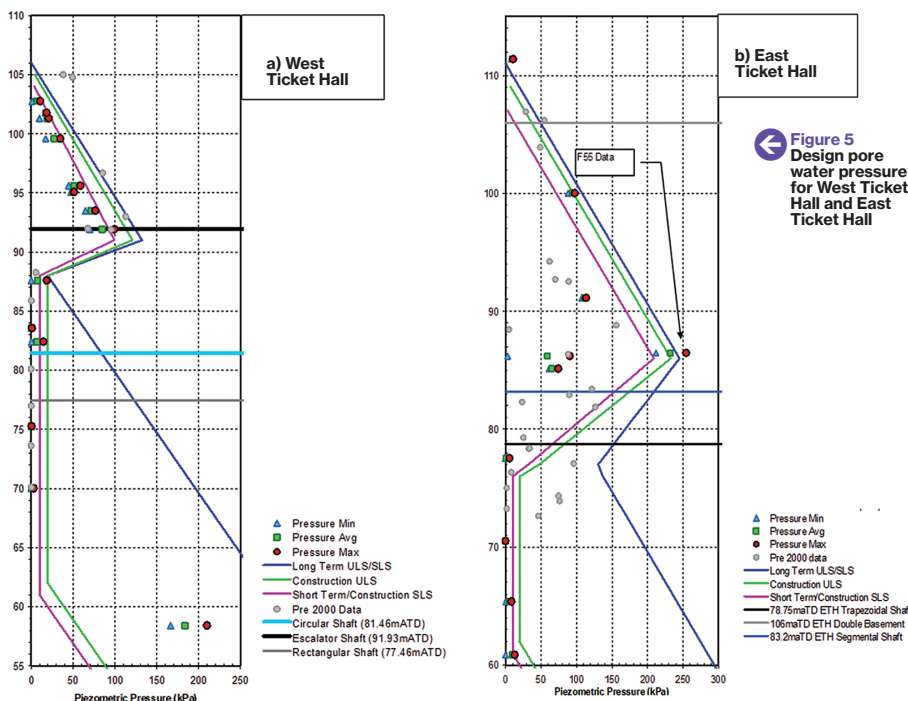 a) West
Ticket Hall
110
105
100
95
90
85
80
75
70
65
60
55
0
50
100
150
200
250
Piezometric Pressure (kPa)
Pressure Min
Pressure Avg
Pressure Max
Long Term ULS/SLS
Construction ULS
Short Term/Construction SLS
Pre 2000 Data
Circular Shaft (81.46mATD)
Escalator Shaft (91.93mATD)
Rectangular Shaft (77.46mATD)
b) East
Ticket Hall
110
100
90
80
70
60
0
50
100
150
200
250
300
Piezometric Pressure (kPa)
F55 Data
Pressure Min
Pressure Avg
Pressure Max
Long Term ULS/SLS
Construction ULS
Short Term/Construction SLS
Pre 2000 data
78.75maTD ETH Trapezoidal Shaf
106maTD ETH Double Basement
83.2maTD ETH Segmental Shaft
Figure 5
Design pore
water pressure
for West Ticket
Hall and East
Ticket Hall